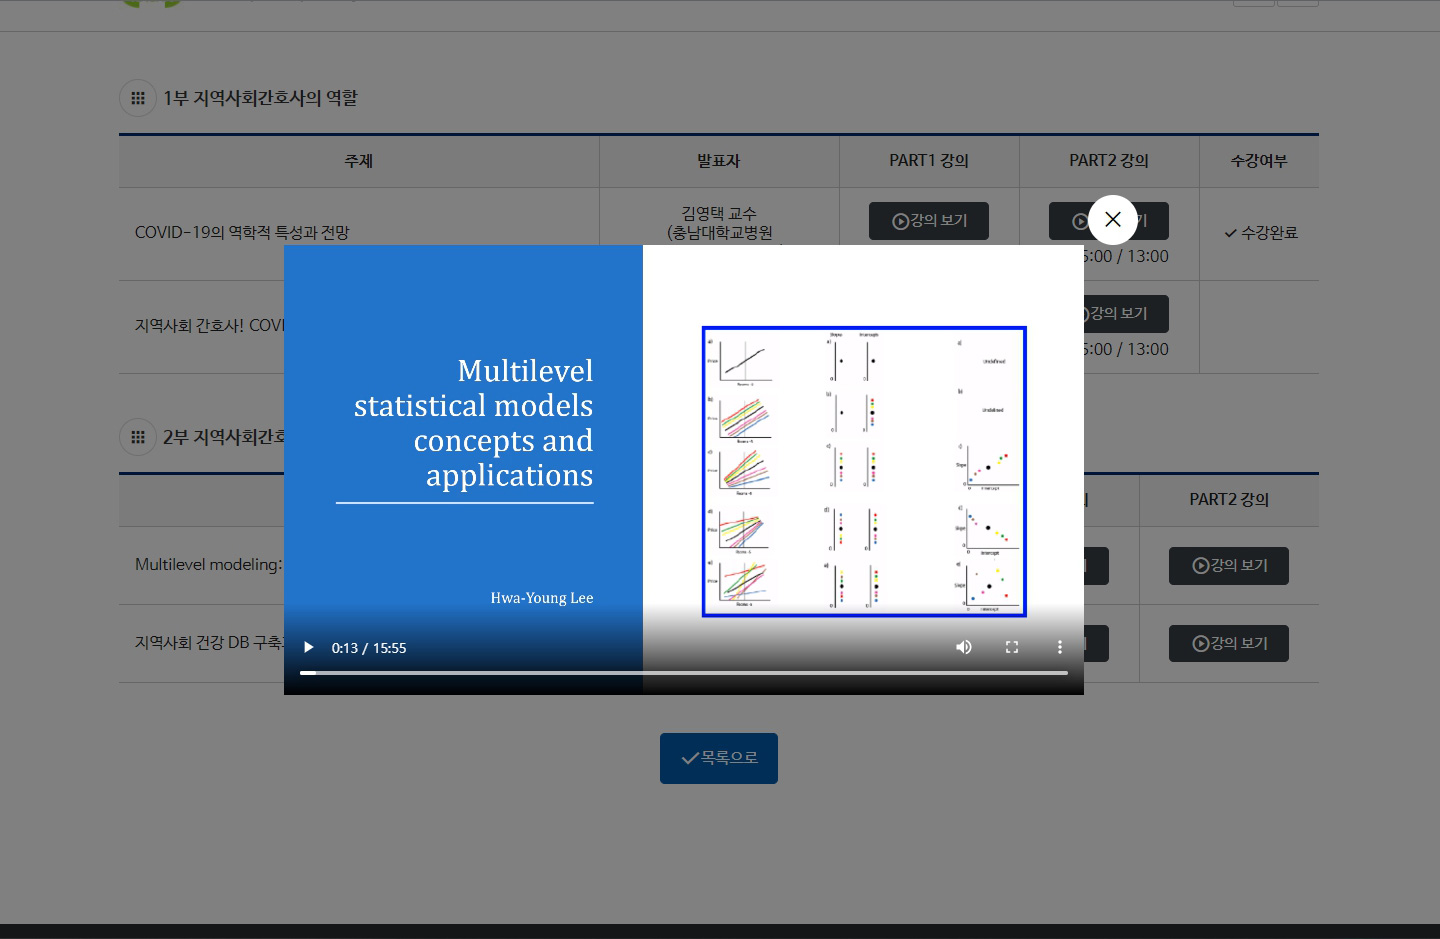 1부 지역사회간호사의 역할
주제 발표자 PART1 강의 PART2 강의 수강여부
COVID-19의 역학적 특성과 전망
김영택 교수
(충남대학교병원
강의 보기
수강완료
5:00 / 13:00
지역사회 간호사! COVI
강의 보기
5:00 / 13:00
Multilevel
statistical models
concepts and
applications
Hwa-Young Lee
0:13 / 15:55
2부 지역사회간호
PART2 강의
Multilevel modeling:
강의 보기
지역사회 건강 DB 구축
강의 보기
목록으로